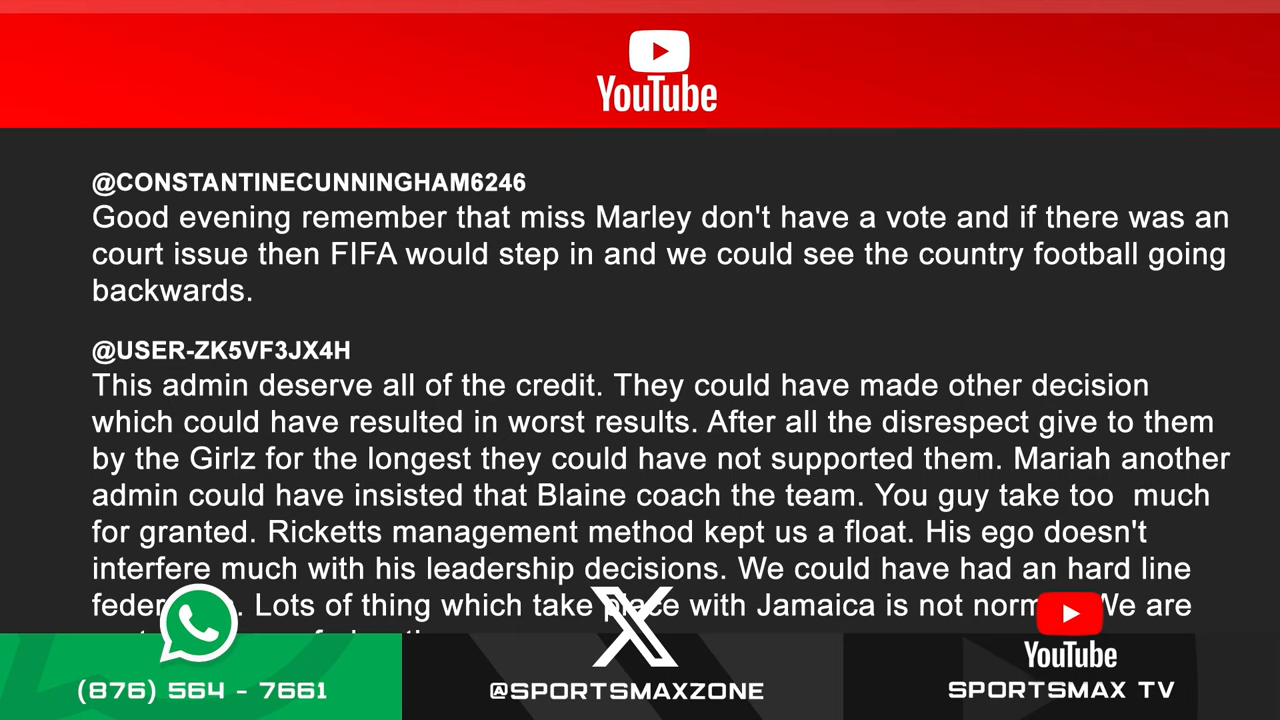 YouTube
@CONSTANTINECUNNINGHAM6246
Good evening remember that miss Marley don't have a vote and if there was an
court issue then FIFA would step in and we could see the country football going
backwards.
@USER-ZK5VF3JX4H
This admin deserve all of the credit. They could have made other decision
which could have resulted in worst results. After all the disrespect give to them
by the Girlz for the longest they could have not supported them. Mariah another
admin could have insisted that Blaine coach the team. You guy take too much
for granted. Ricketts management method kept us a float. His ego doesn't
interfere much with his leadership decisions. We could have had an hard line
Lots of thing which take place with Jamaica is not We are
YouTube
(876) 564 - 7661
@SPORTSMAXZONE
SPORTSMAX TV